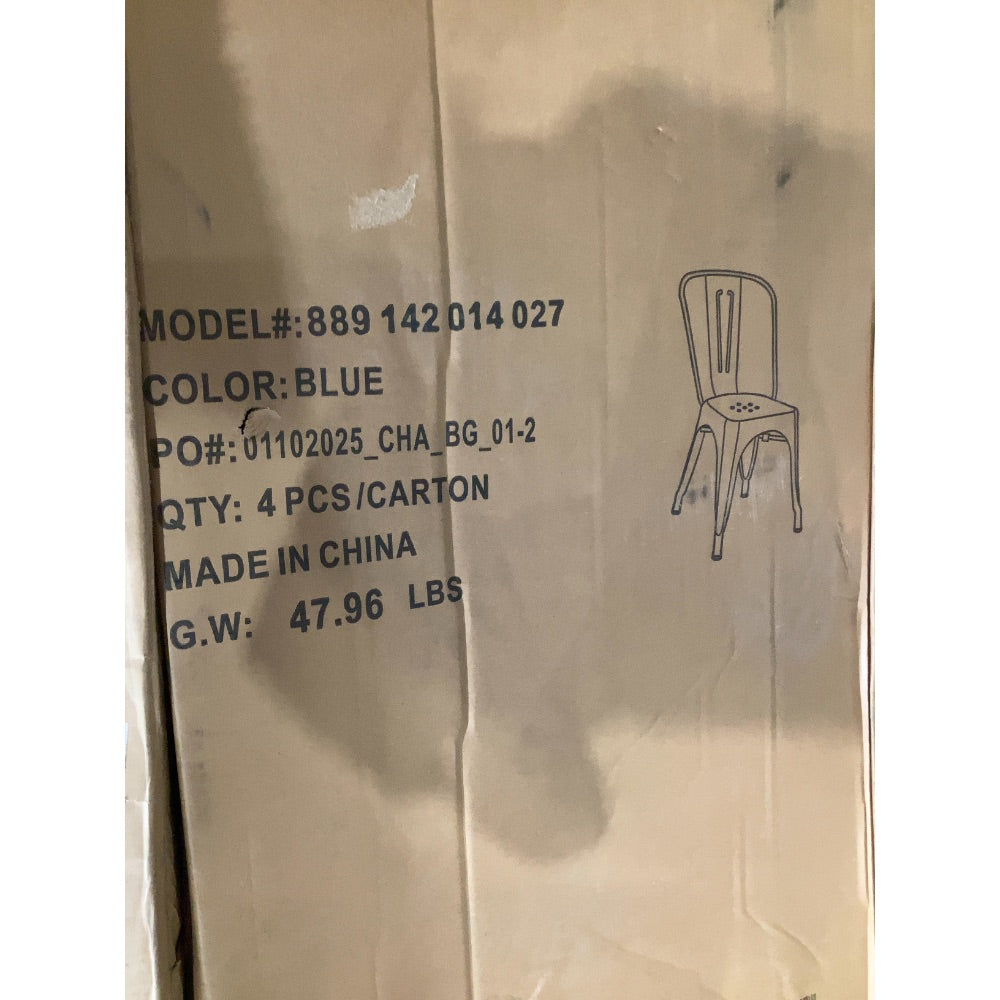 MODEL#: 889 142 014 027
COLOR: BLUE
PO#: 01102025_CHA_BG_01-2
QTY: 4 PCS/CARTON
MADE IN CHINA
G.W: 47.96 LBS